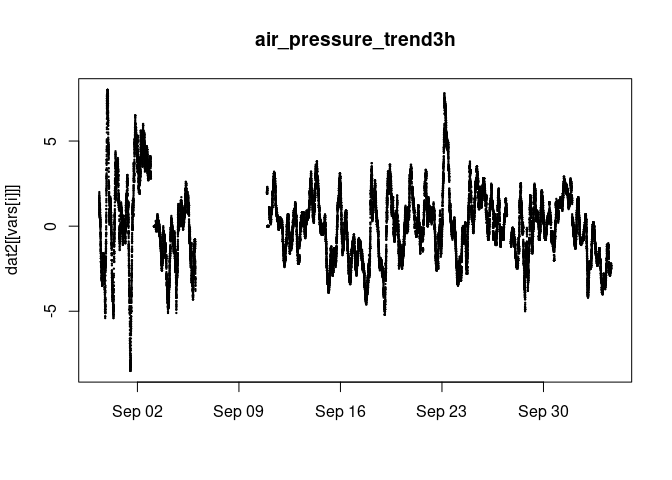 air_pressure_trend3h
dat2[[vars[i]]]
5
0
-5
Sep 02
Sep 09
Sep 16
Sep 23
Sep 30